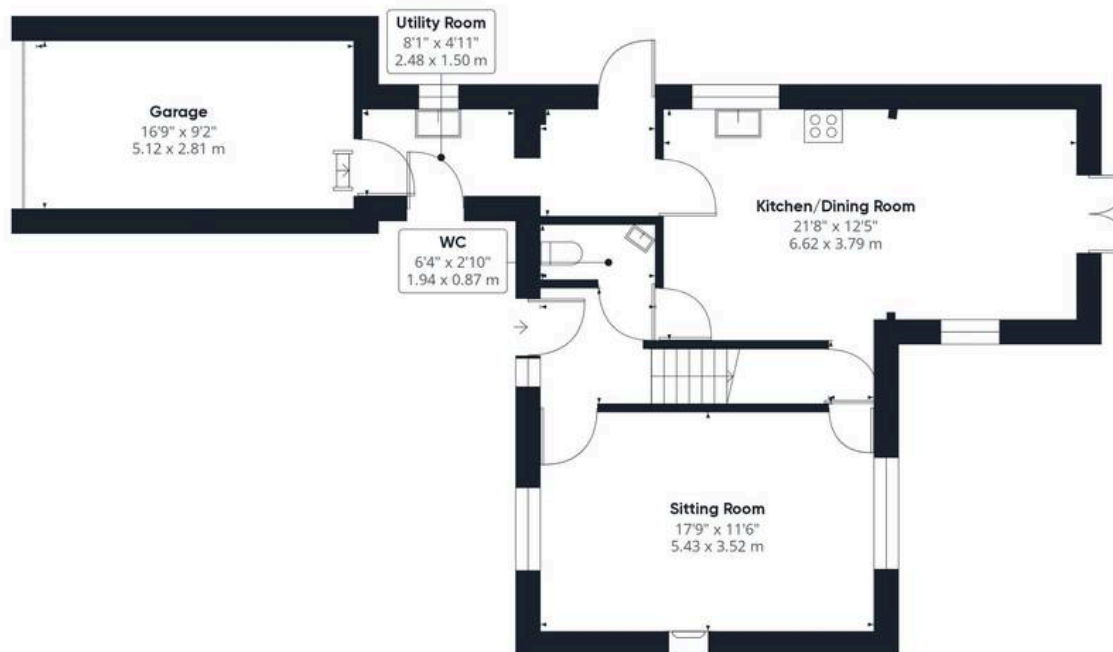 Utility Room
8'1" x 4'11"
2.48 x 1.50 m
Garage
16'9" x 9'2"
5.12 x 2.81 m
Kitchen/Dining Room
21'8" x 12'5"
6.62 x 3.79 m
WC
6'4" x 2'10"
1.94 x 0.87 m
Sitting Room
17'9" x 11'6"
5.43 x 3.52 m